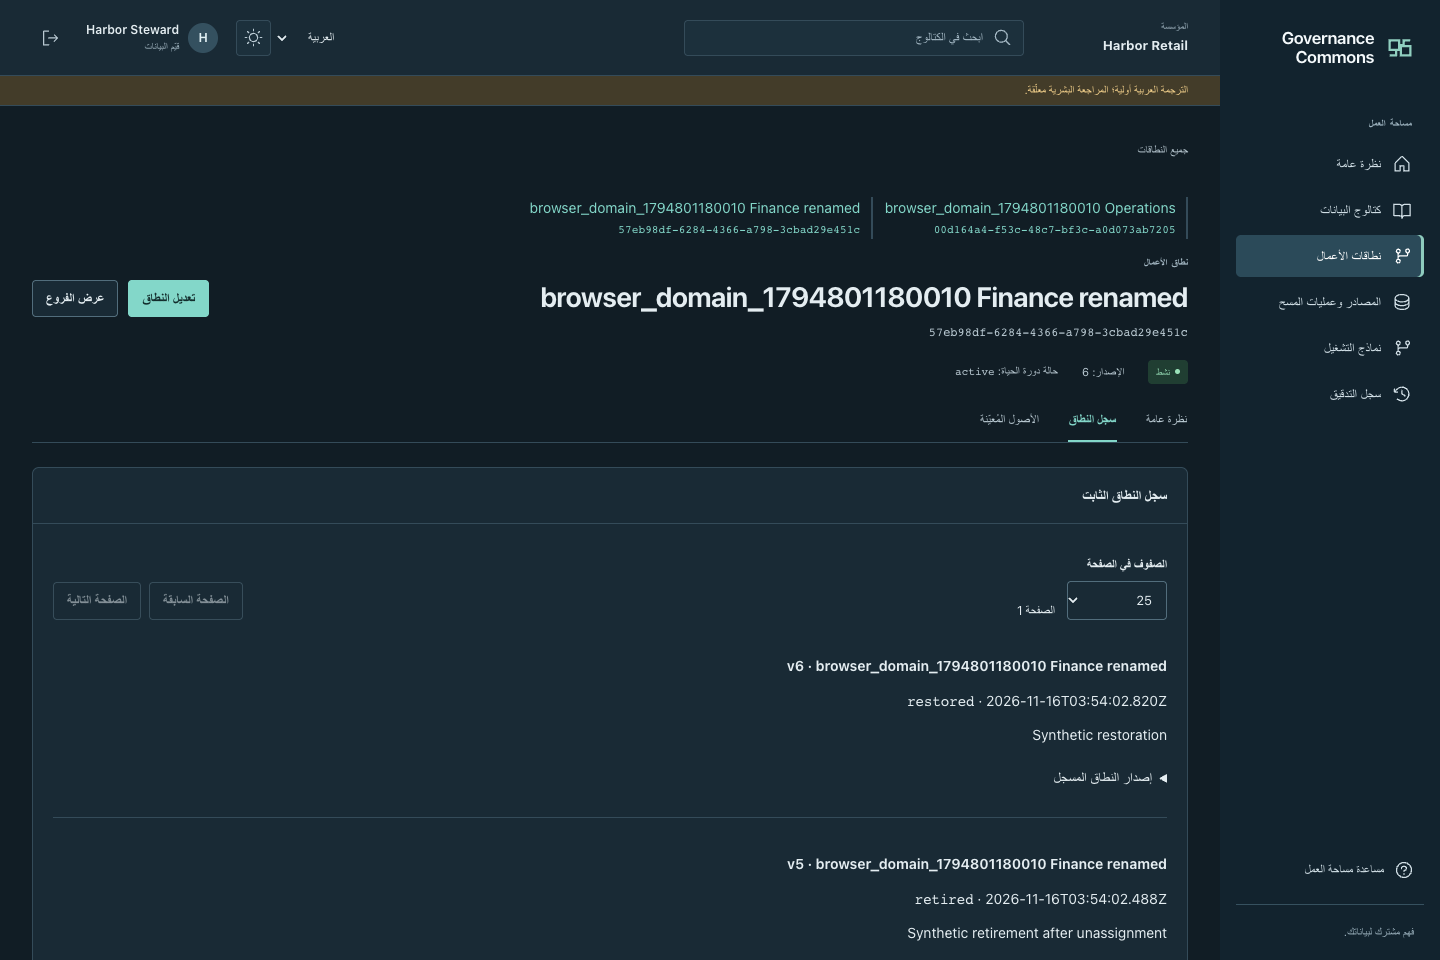 Governance
Commons
مساحة العمل
نظرة عامة
كتالوج البيانات
نطاقات الأعمال
المصادر وعمليات المسح
نماذج التشغيل
سجل التدقيق
مساعدة مساحة العمل
فهم مشترك لبياناتك.
المؤسسة
Harbor Retail
ابحث في الكتالوج
العربية
H
Harbor Steward
قيّم البيانات
الترجمة العربية أولية؛ المراجعة البشرية معلّقة.
جميع النطاقات
browser_domain_1794801180010 Operations
00d164a4-f53c-48c7-bf3c-a0d073ab7205
browser_domain_1794801180010 Finance renamed
57eb98df-6284-4366-a798-3cbad29e451c
نطاق الأعمال
browser_domain_1794801180010 Finance renamed
57eb98df-6284-4366-a798-3cbad29e451c
نشط
الإصدار: 6
حالة دورة الحياة: active
تعديل النطاق
عرض الفروع
نظرة عامة
سجل النطاق
الأصول المُعيّنة
سجل النطاق الثابت
الصفوف في الصفحة
25
الصفحة 1
الصفحة السابقة
الصفحة التالية
v6 · browser_domain_1794801180010 Finance renamed
restored · 2026-11-16T03:54:02.820Z
Synthetic restoration
إصدار النطاق المسجل
v5 · browser_domain_1794801180010 Finance renamed
retired · 2026-11-16T03:54:02.488Z
Synthetic retirement after unassignment